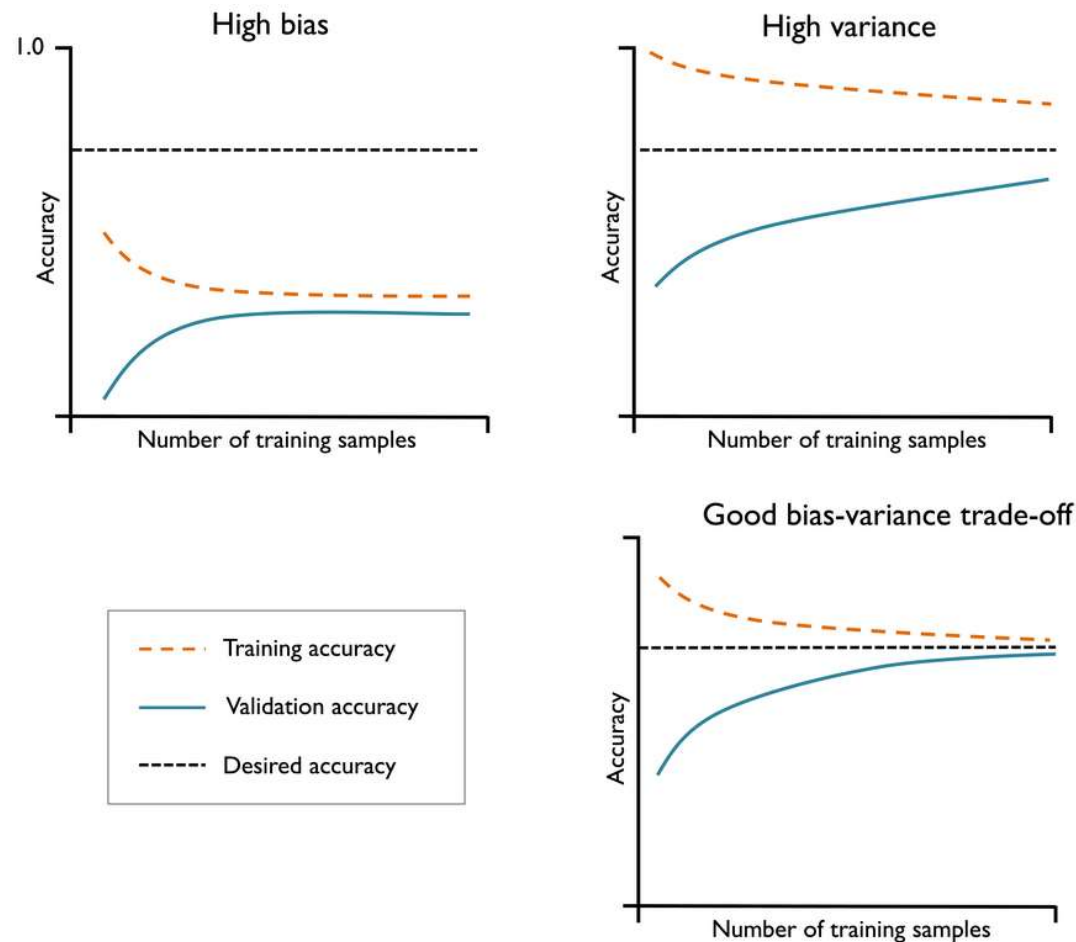 High bias
1.0
Accuracy
Number of training samples
High variance
Accuracy
Number of training samples
Good bias-variance trade-off
Accuracy
Number of training samples
Training accuracy
Validation accuracy
Desired accuracy